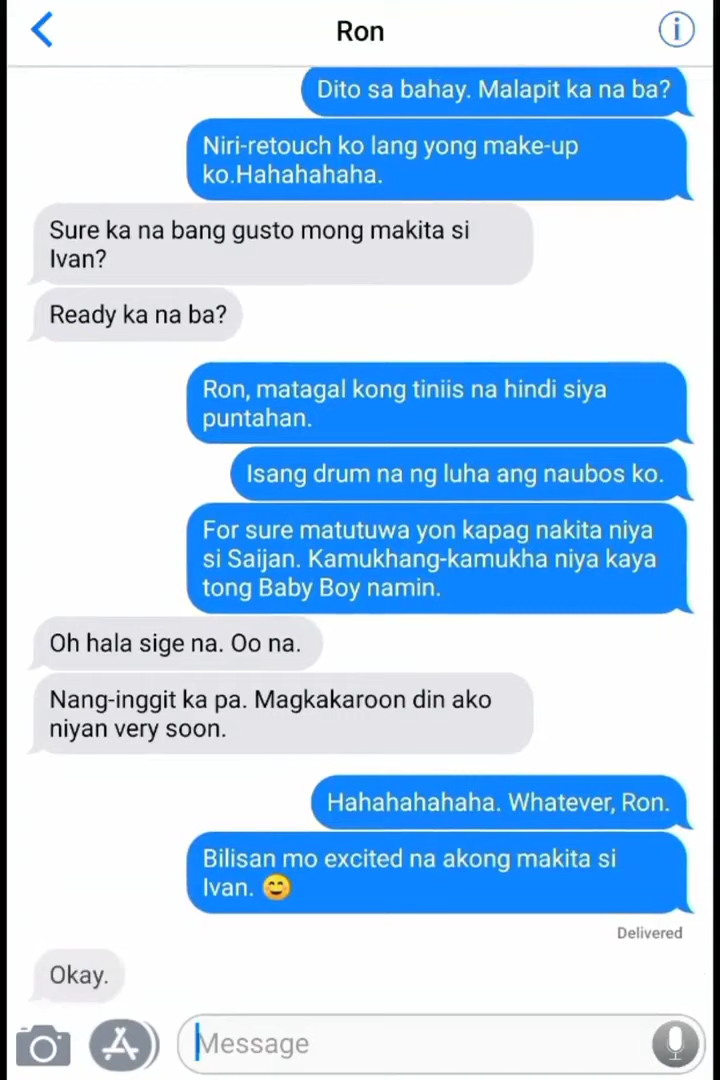 Ron
Dito sa bahay. Malapit ka na ba?
Niri-retouch ko lang yong make-up
ko.Hahahahaha.
Sure ka na bang gusto mong makita si
Ivan?
Ready ka na ba?
Ron, matagal kong tiniis na hindi siya
puntahan.
Isang drum na ng luha ang naubos ko.
For sure matutuwa yon kapag nakita niya
si Saijan. Kamukhang-kamukha niya kaya
tong Baby Boy namin.
Oh hala sige na. Oo na.
Nang-inggit ka pa. Magkakaroon din ako
niyan very soon.
Hahahahahaha. Whatever, Ron.
Bilisan mo excited na akong makita si
Ivan. 😊
Delivered
Okay.
Message